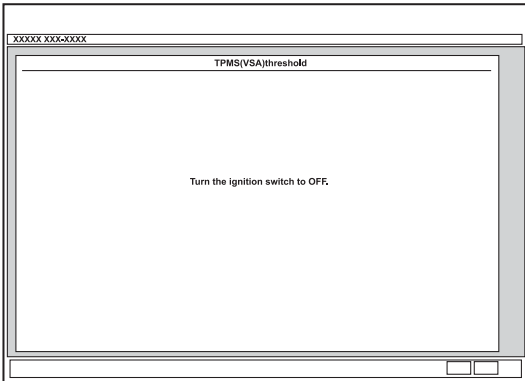 XXXXX XXX-XXXX
TPMS(VSA)threshold
Turn the ignition switch to OFF.